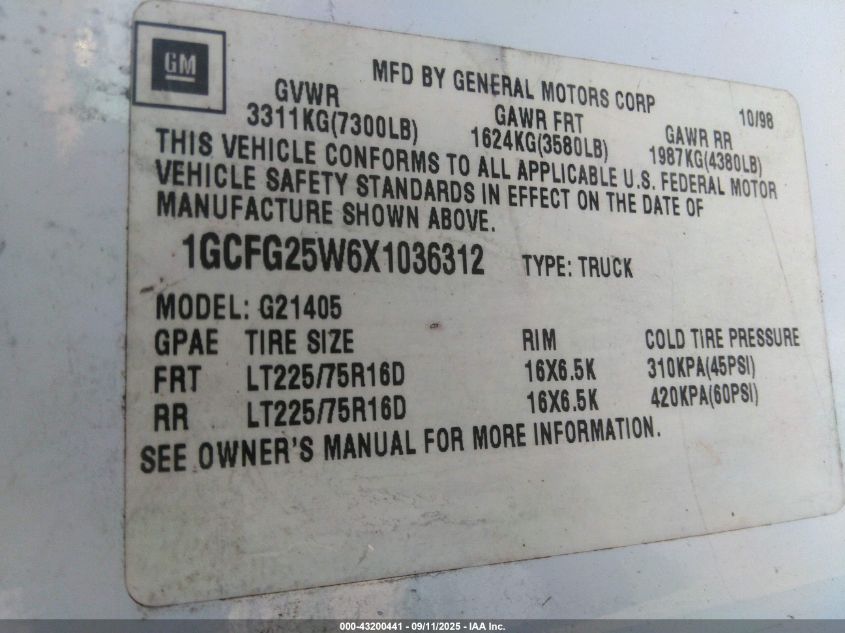 GM
MFD BY GENERAL MOTORS CORP 10/98
GVWR GAWR FRT GAWR RR
3311KG(7300LB) 1624KG(3580LB) 1987KG(4380LB)
THIS VEHICLE CONFORMS TO ALL APPLICABLE U.S. FEDERAL MOTOR
VEHICLE SAFETY STANDARDS IN EFFECT ON THE DATE OF
MANUFACTURE SHOWN ABOVE.
1GCFG25W6X1036312 TYPE: TRUCK
MODEL: G21405
GPAE TIRE SIZE RIM COLD TIRE PRESSURE
FRT LT225/75R16D 16X6.5K 310KPA(45PSI)
RR LT225/75R16D 16X6.5K 420KPA(60PSI)
SEE OWNER'S MANUAL FOR MORE INFORMATION.
000-43200441 - 09/11/2025 - IAA Inc.